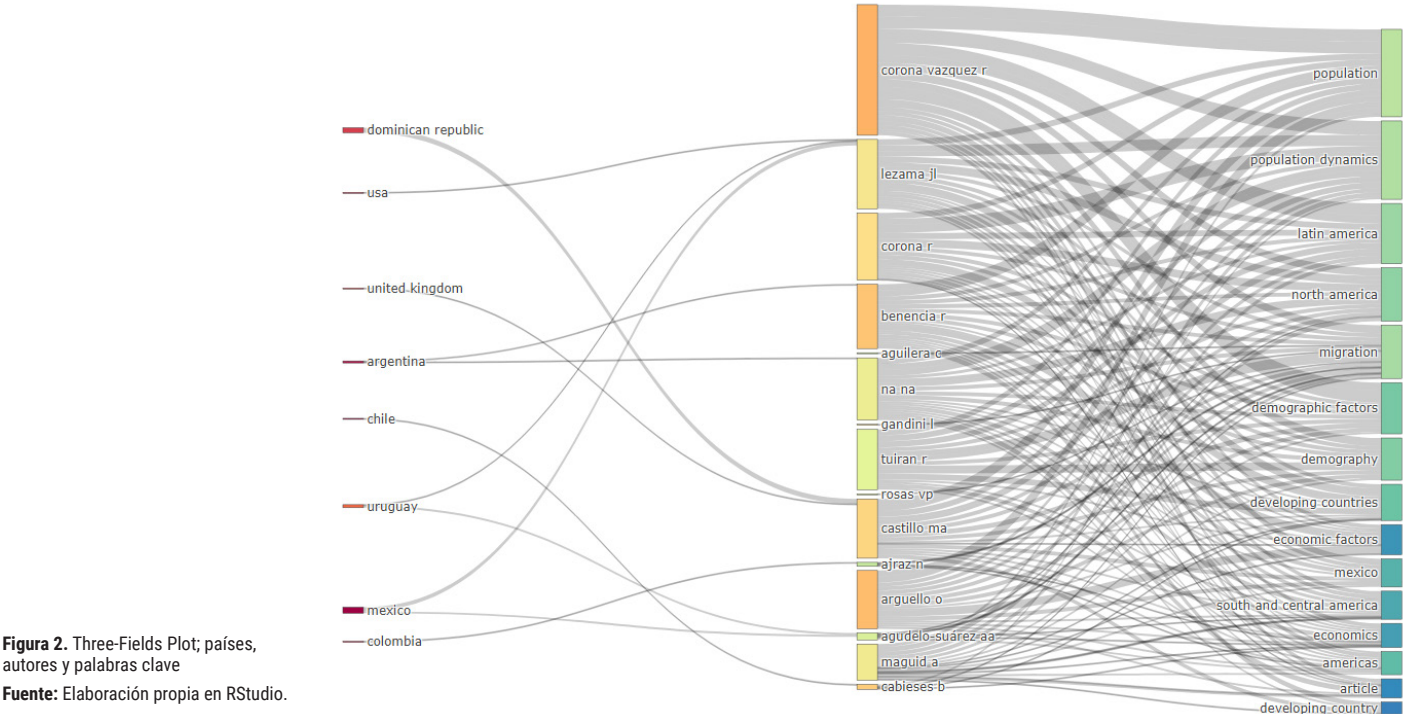 dominican republic
usa
united kingdom
argentina
chile
uruguay
mexico
colombia
corona vazquez r
lezama jl
corona r
benencia r
aguilera c
na na
gandini l
tuiran r
rosas vp
castillo ma
ajraz n
arguello o
agudelo-suárez aa
maguid a
cabieses b
population
population dynamics
latin america
north america
migration
demographic factors
demography
developing countries
economic factors
mexico
south and central america
economics
americas
article
developing country
Figura 2. Three-Fields Plot; países,
autores y palabras clave
Fuente: Elaboración propia en RStudio.